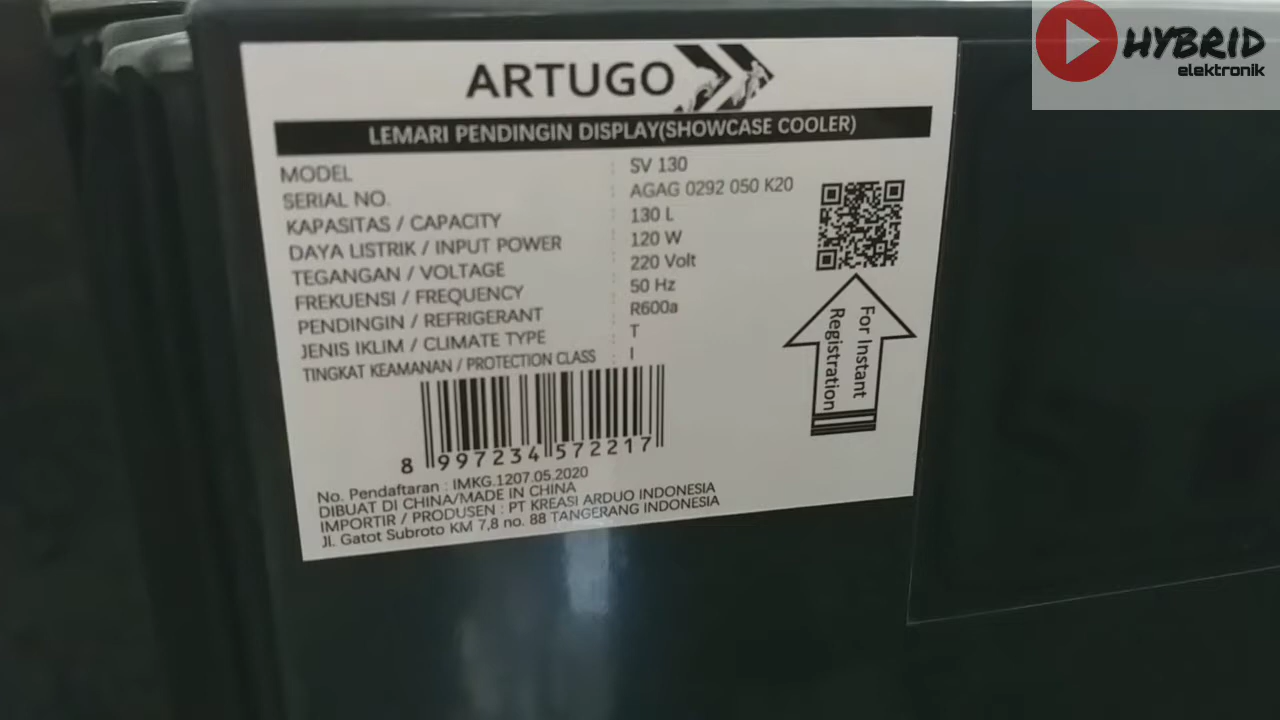 HYBRID
elektronik
ARTUGO
LEMARI PENDINGIN DISPLAY(SHOWCASE COOLER)
MODEL : SV 130
SERIAL NO. : AGAG 0292 050 K20
KAPASITAS / CAPACITY : 130 L
DAYA LISTRIK / INPUT POWER : 120 W
TEGANGAN / VOLTAGE : 220 Volt
FREKUENSI / FREQUENCY : 50 Hz
PENDINGIN / REFRIGERANT : R600a
JENIS IKLIM / CLIMATE TYPE : T
TINGKAT KEAMANAN / PROTECTION CLASS : I
For Instant
Registration
8 997234 572217
No. Pendaftaran : IMKG.1207.05.2020
DIBUAT DI CHINA/MADE IN CHINA
IMPORTIR / PRODUSEN : PT KREASI ARDUO INDONESIA
Jl. Gatot Subroto KM 7,8 no. 88 TANGERANG INDONESIA